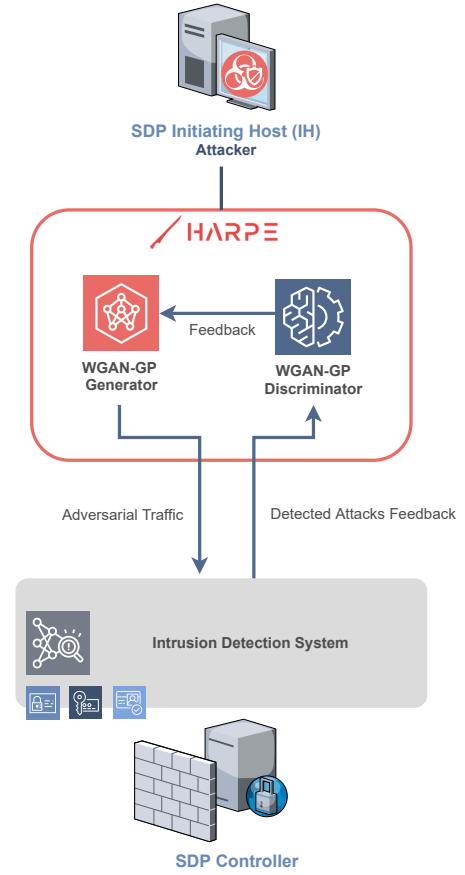 SDP Initiating Host (IH)
Attacker
HARPE
Feedback
WGAN-GP
Generator
WGAN-GP
Discriminator
Adversarial Traffic
Detected Attacks Feedback
Intrusion Detection System
SDP Controller